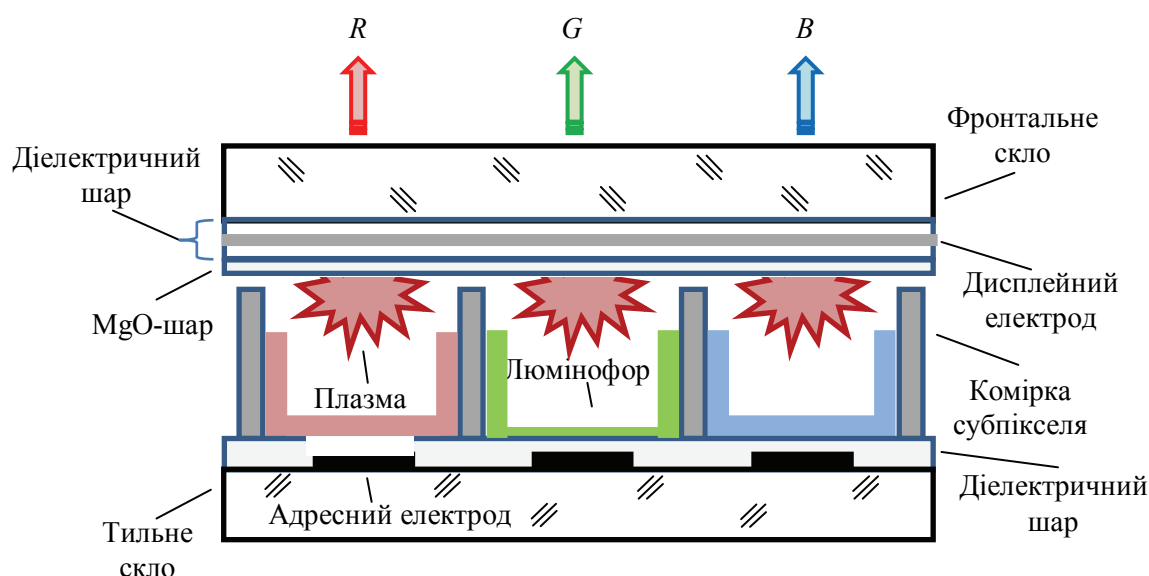 R
G
B
Фронтальне
скло
Діелектричний
шар
Дисплейний
електрод
MgO-шар
Люмінофор
Плазма
Комірка
субпікселя
Діелектричний
шар
Адресний електрод
Тильне
скло